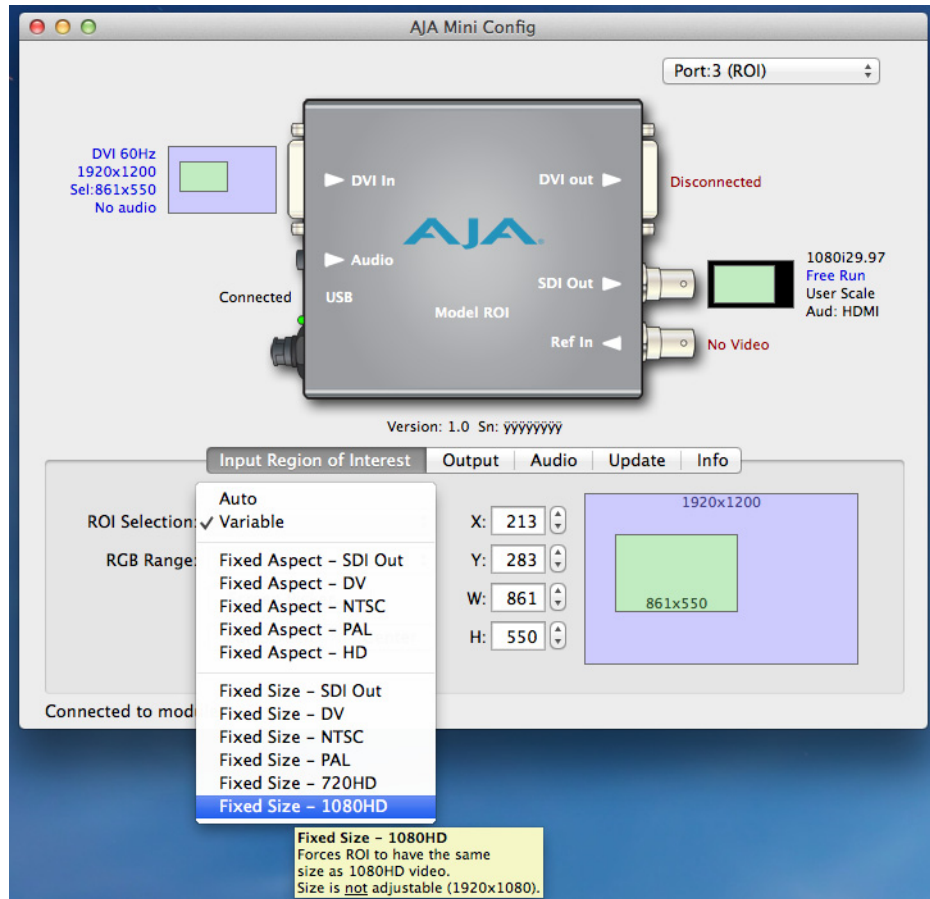 AJA Mini Config
Port:3 (ROI)
DVI 60Hz
1920x1200
Sel:861x550
No audio
DVI In
DVI out
Disconnected
AJA
Audio
Connected
USB
SDI Out
1080i29.97
Free Run
User Scale
Aud: HDMI
Model ROI
Ref In
No Video
Version: 1.0 Sn: ÿÿÿÿÿÿÿÿ
Input Region of Interest
Output
Audio
Update
Info
ROI Selection:
RGB Range:
Auto
✓ Variable
Fixed Aspect – SDI Out
Fixed Aspect – DV
Fixed Aspect – NTSC
Fixed Aspect – PAL
Fixed Aspect – HD
Fixed Size – SDI Out
Fixed Size – DV
Fixed Size – NTSC
Fixed Size – PAL
Fixed Size – 720HD
Fixed Size – 1080HD
X: 213
Y: 283
W: 861
H: 550
1920x1200
861x550
Connected to mod
Fixed Size – 1080HD
Forces ROI to have the same
size as 1080HD video.
Size is not adjustable (1920x1080).